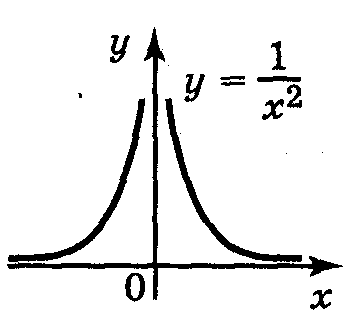 y
y = 1/x²
0
x